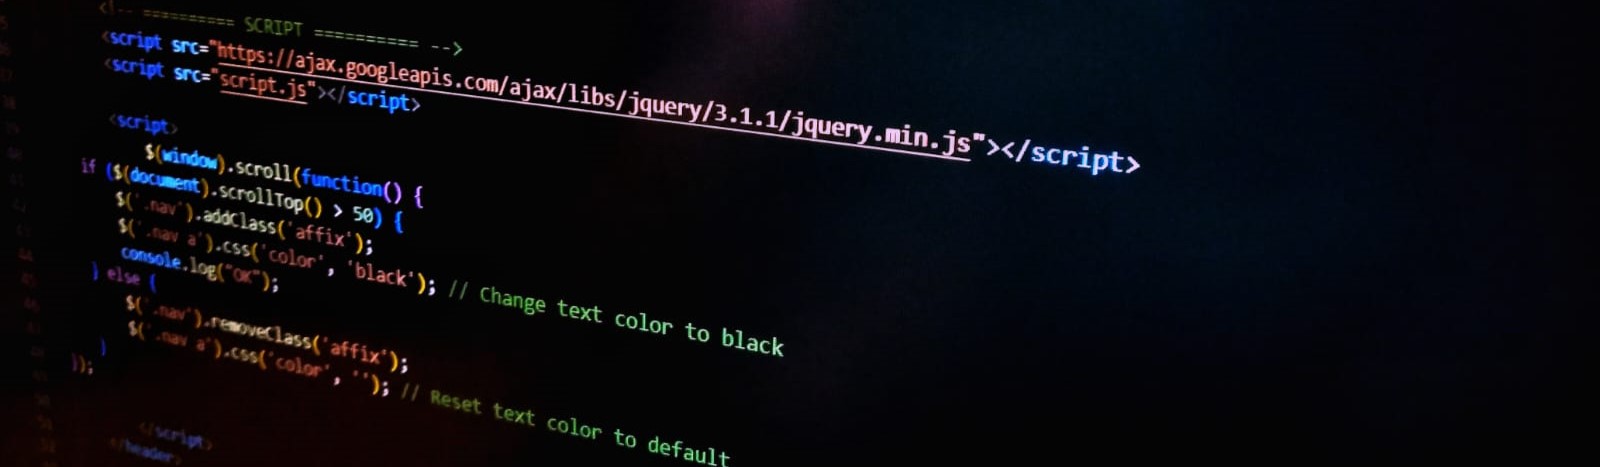 <!-- ========== SCRIPT ========== -->
<script src="https://ajax.googleapis.com/ajax/libs/jquery/3.1.1/jquery.min.js"></script>
<script src="script.js"></script>
<script>
$(window).scroll(function() {
if ($(document).scrollTop() > 50) {
$('.nav').addClass('affix');
$('.nav a').css('color', 'black'); // Change text color to black
console.log("OK");
} else {
$('.nav').removeClass('affix');
$('.nav a').css('color', ''); // Reset text color to default
}
});
</script>
</header>